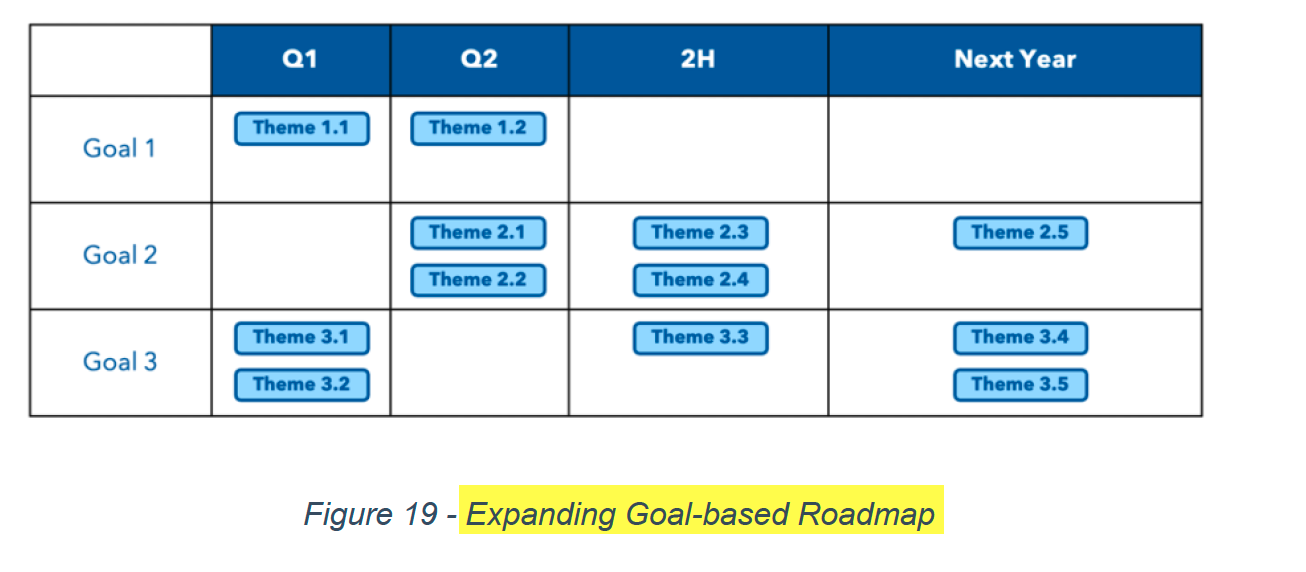 Q1 Q2 2H Next Year
Goal 1 Theme 1.1 Theme 1.2
Goal 2 Theme 2.1 Theme 2.3 Theme 2.5
Theme 2.2 Theme 2.4
Goal 3 Theme 3.1 Theme 3.3 Theme 3.4
Theme 3.2 Theme 3.5
Figure 19 - Expanding Goal-based Roadmap